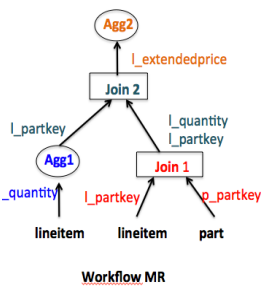 Agg2
l_extendedprice
Join 2
l_partkey
l_quantity
l_partkey
Agg1
Join 1
_quantity
l_partkey
p_partkey
lineitem
lineitem
part
Workflow MR